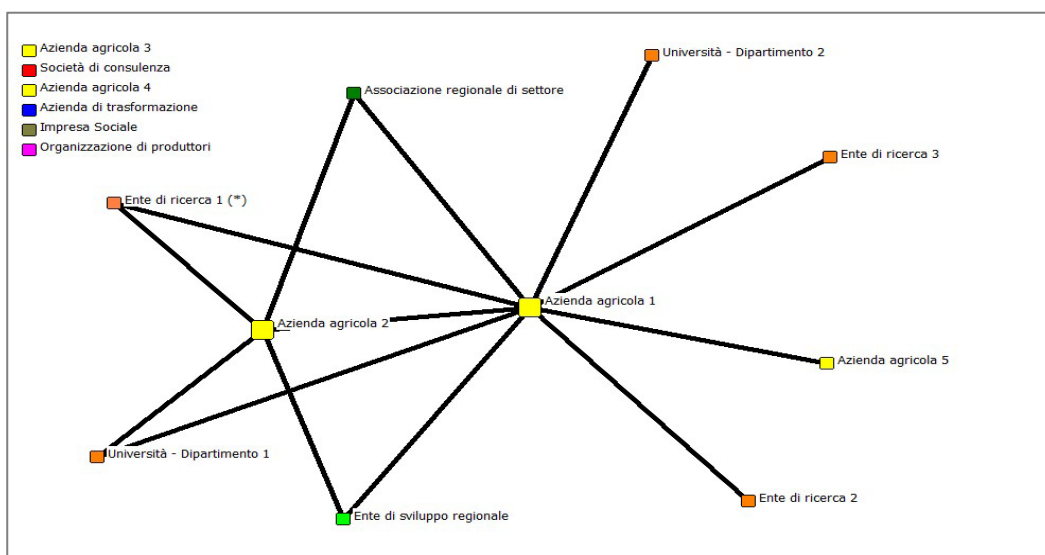 Azienda agricola 3
Società di consulenza
Azienda agricola 4
Azienda di trasformazione
Impresa Sociale
Organizzazione di produttori
Università - Dipartimento 2
Associazione regionale di settore
Ente di ricerca 3
Ente di ricerca 1 (*)
Azienda agricola 1
Azienda agricola 2
Azienda agricola 5
Università - Dipartimento 1
Ente di ricerca 2
Ente di sviluppo regionale